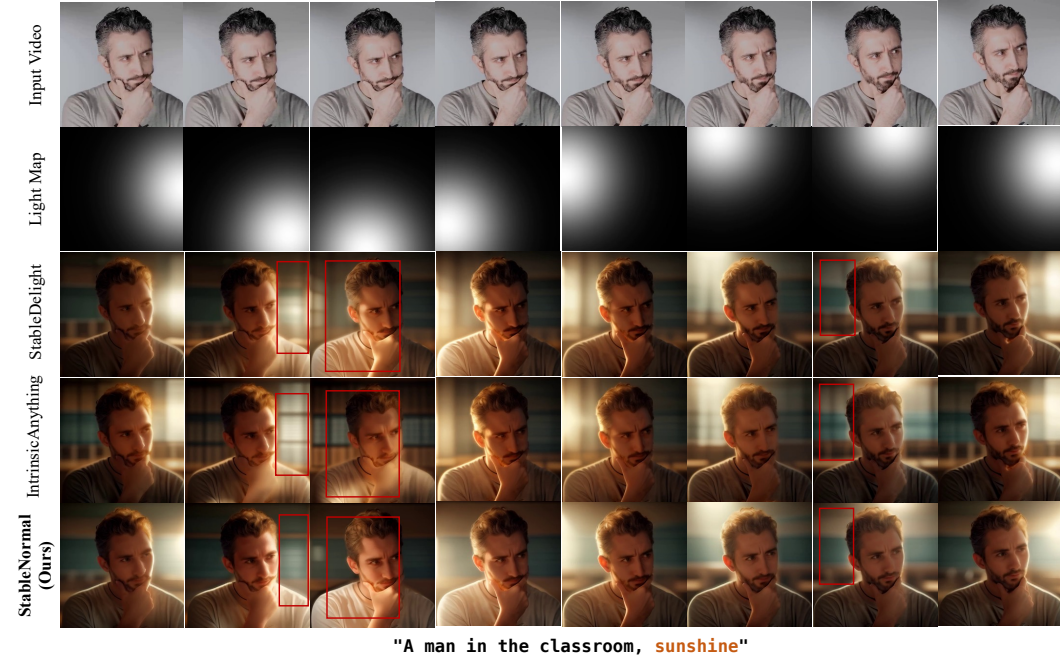 Input Video
Light Map
StableDelight
IntrinsicAnything
StableNormal
(Ours)
"A man in the classroom, sunshine"